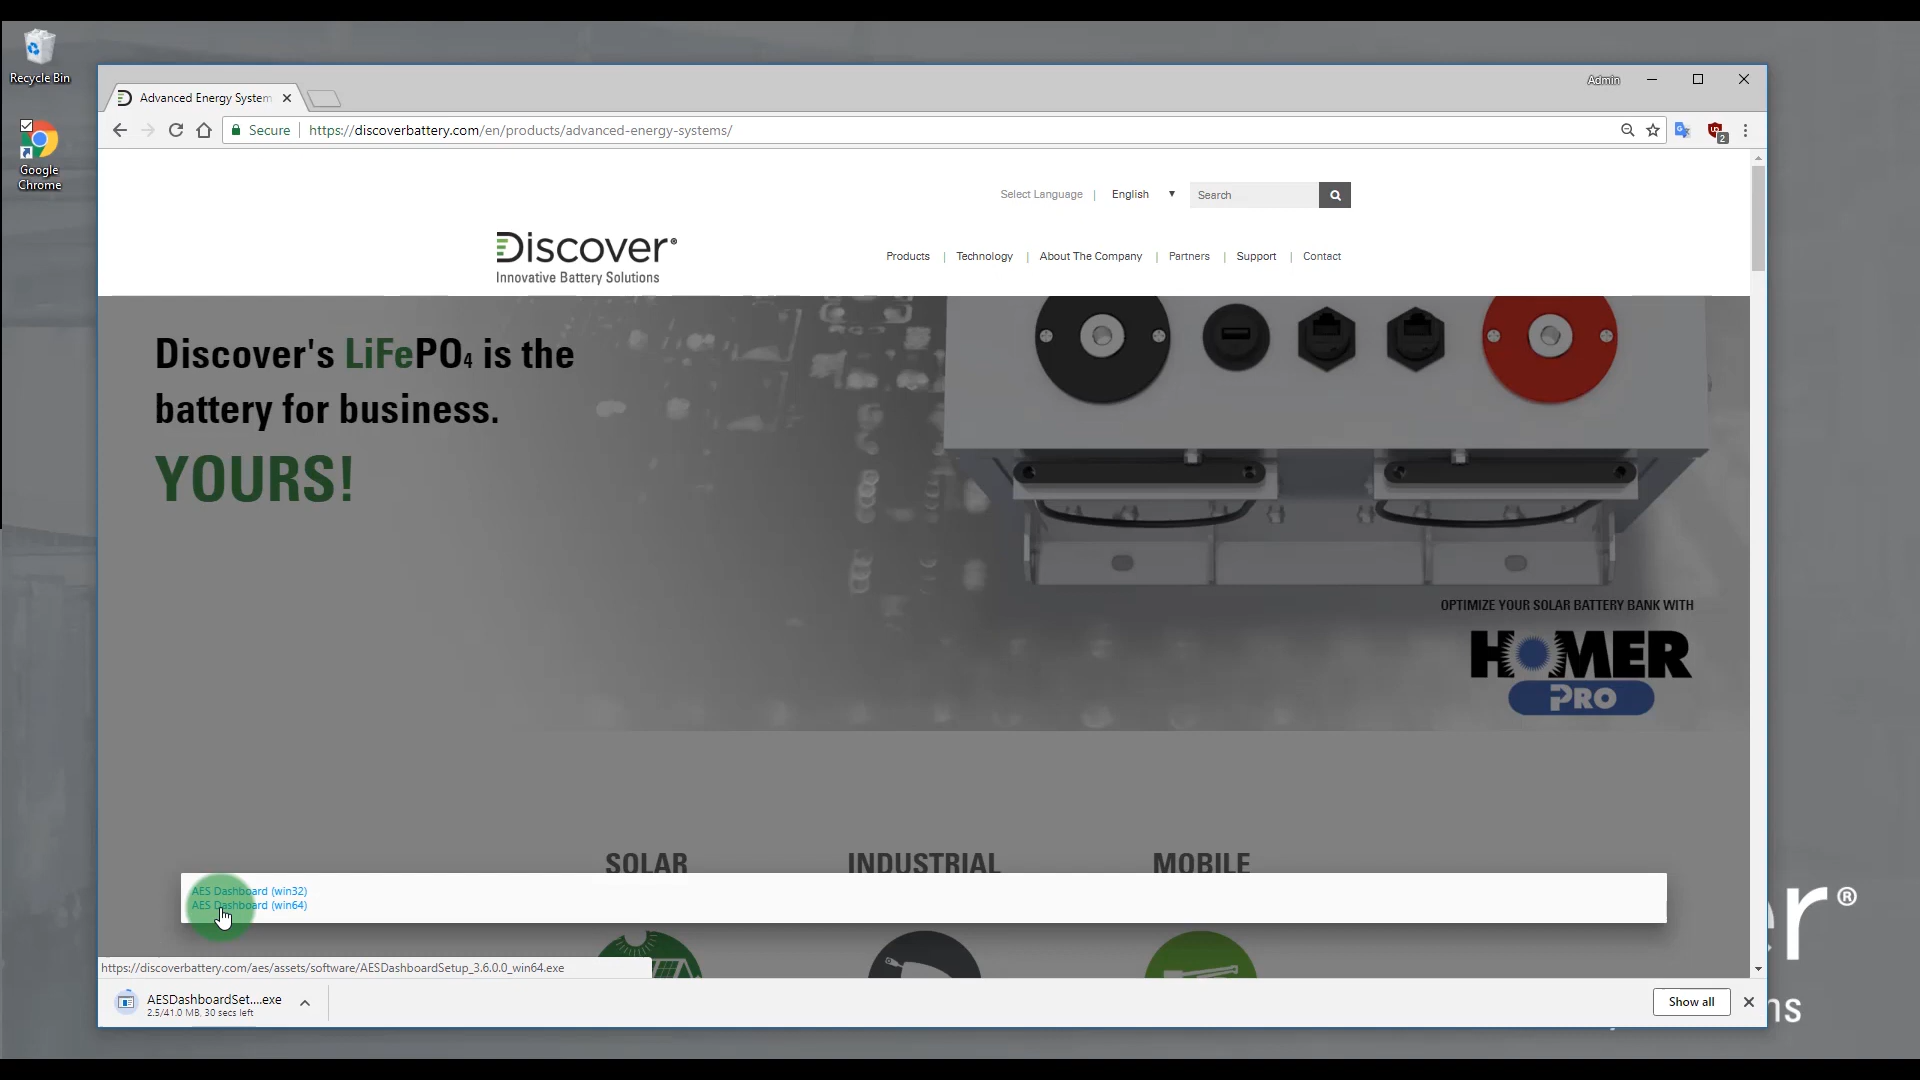 Recycle Bin
Google
Chrome
Admin
Advanced Energy System
Secure
https://discoverbattery.com/en/products/advanced-energy-systems/
2
Select Language | English
Search
Discover®
Innovative Battery Solutions
Products | Technology | About The Company | Partners | Support | Contact
Discover's LiFePO4 is the
battery for business.
YOURS!
OPTIMIZE YOUR SOLAR BATTERY BANK WITH
HOMER
PRO
SOLAR
INDUSTRIAL
MOBILE
AES Dashboard (win32)
AES Dashboard (win64)
https://discoverbattery.com/aes/assets/software/AESDashboardSetup_3.6.0.0_win64.exe
AESDashboardSet....exe
2.5/41.0 MB, 30 secs left
Show all
er®
ns